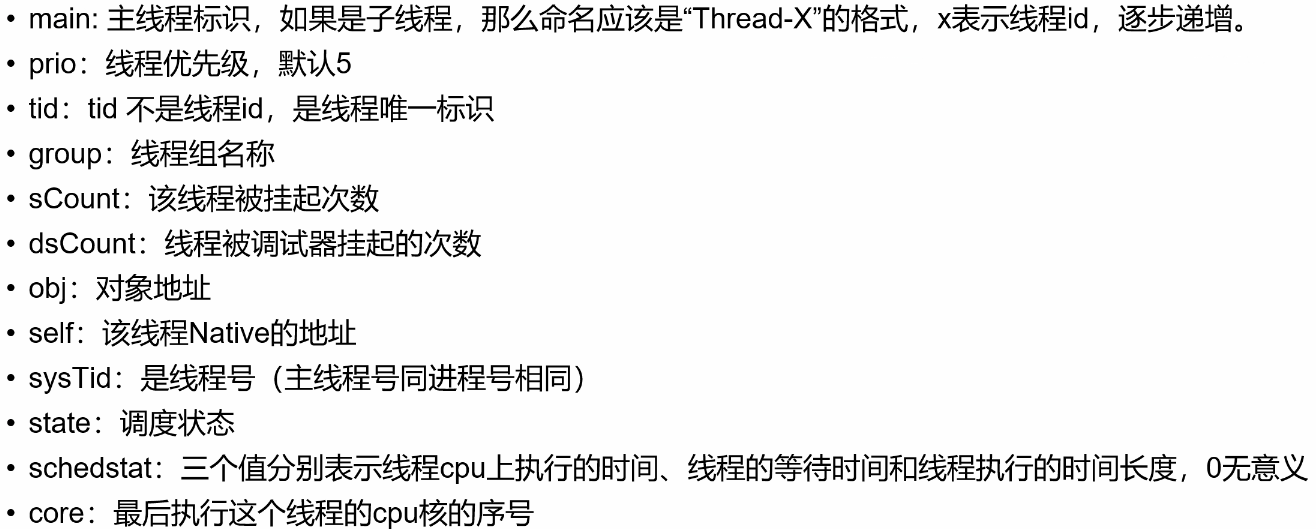 • main: 主线程标识，如果是子线程，那么命名应该是“Thread-X”的格式，x表示线程id，逐步递增。
• prio：线程优先级，默认5
• tid：tid 不是线程id，是线程唯一标识
• group：线程组名称
• sCount：该线程被挂起次数
• dsCount：线程被调试器挂起的次数
• obj：对象地址
• self：该线程Native的地址
• sysTid：是线程号（主线程号同进程号相同）
• state：调度状态
• schedstat：三个值分别表示线程cpu上执行的时间、线程的等待时间和线程执行的时间长度，0无意义
• core：最后执行这个线程的cpu核的序号